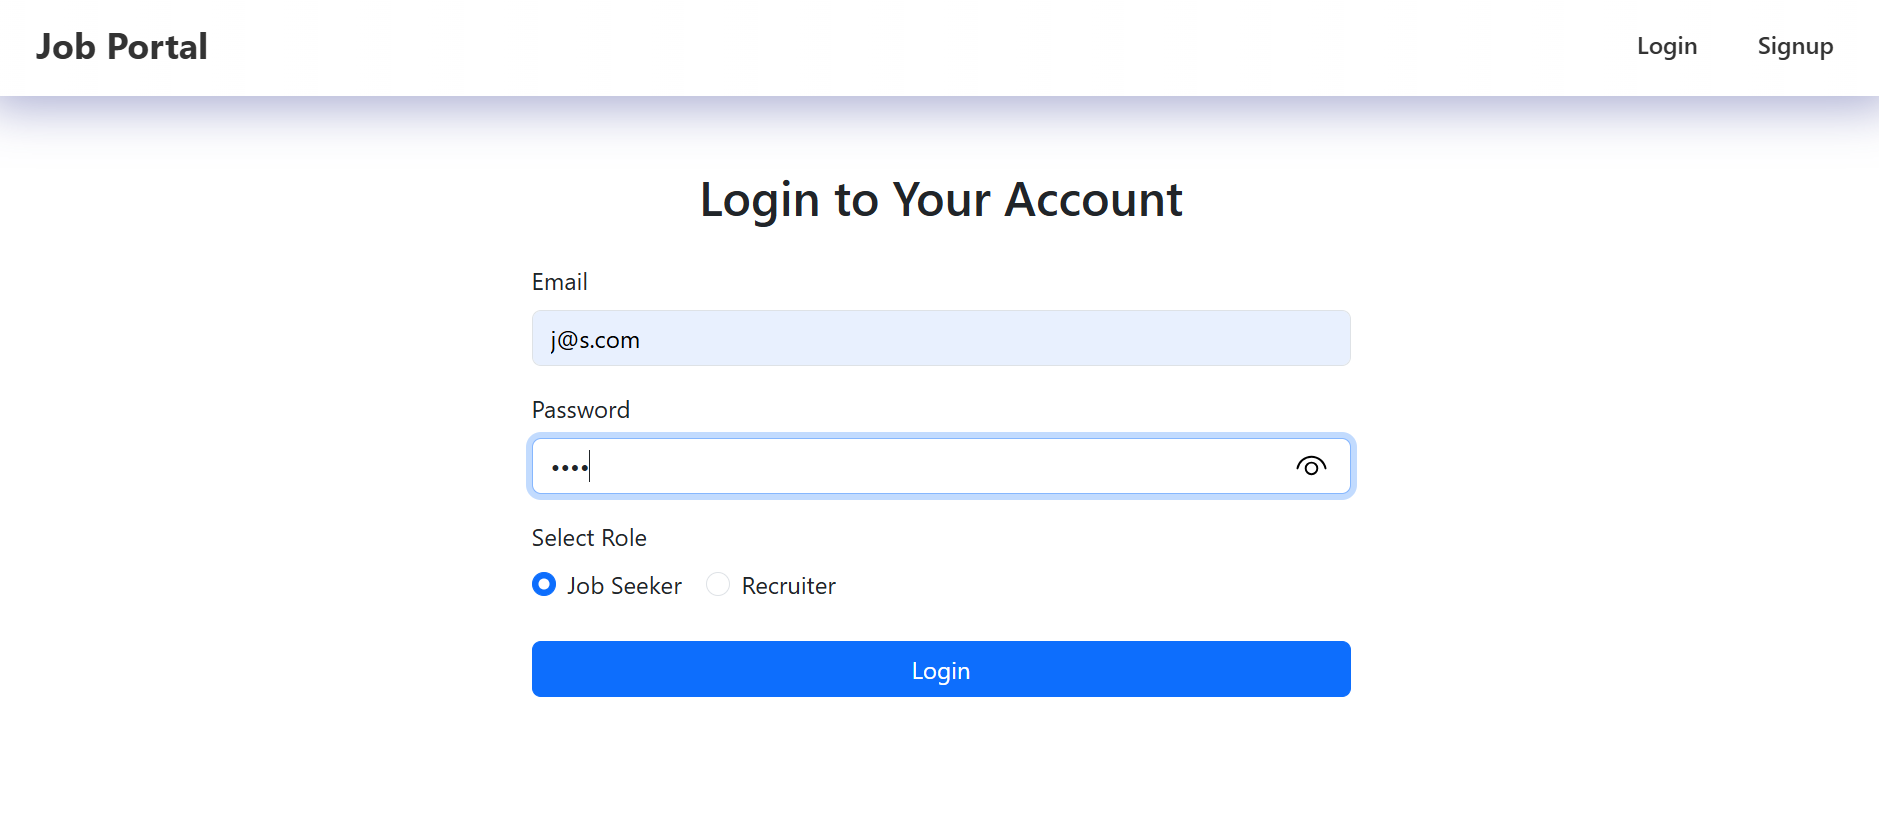 Job Portal
Login Signup
Login to Your Account
Email
j@s.com
Password
••••
Select Role
Job Seeker Recruiter
Login